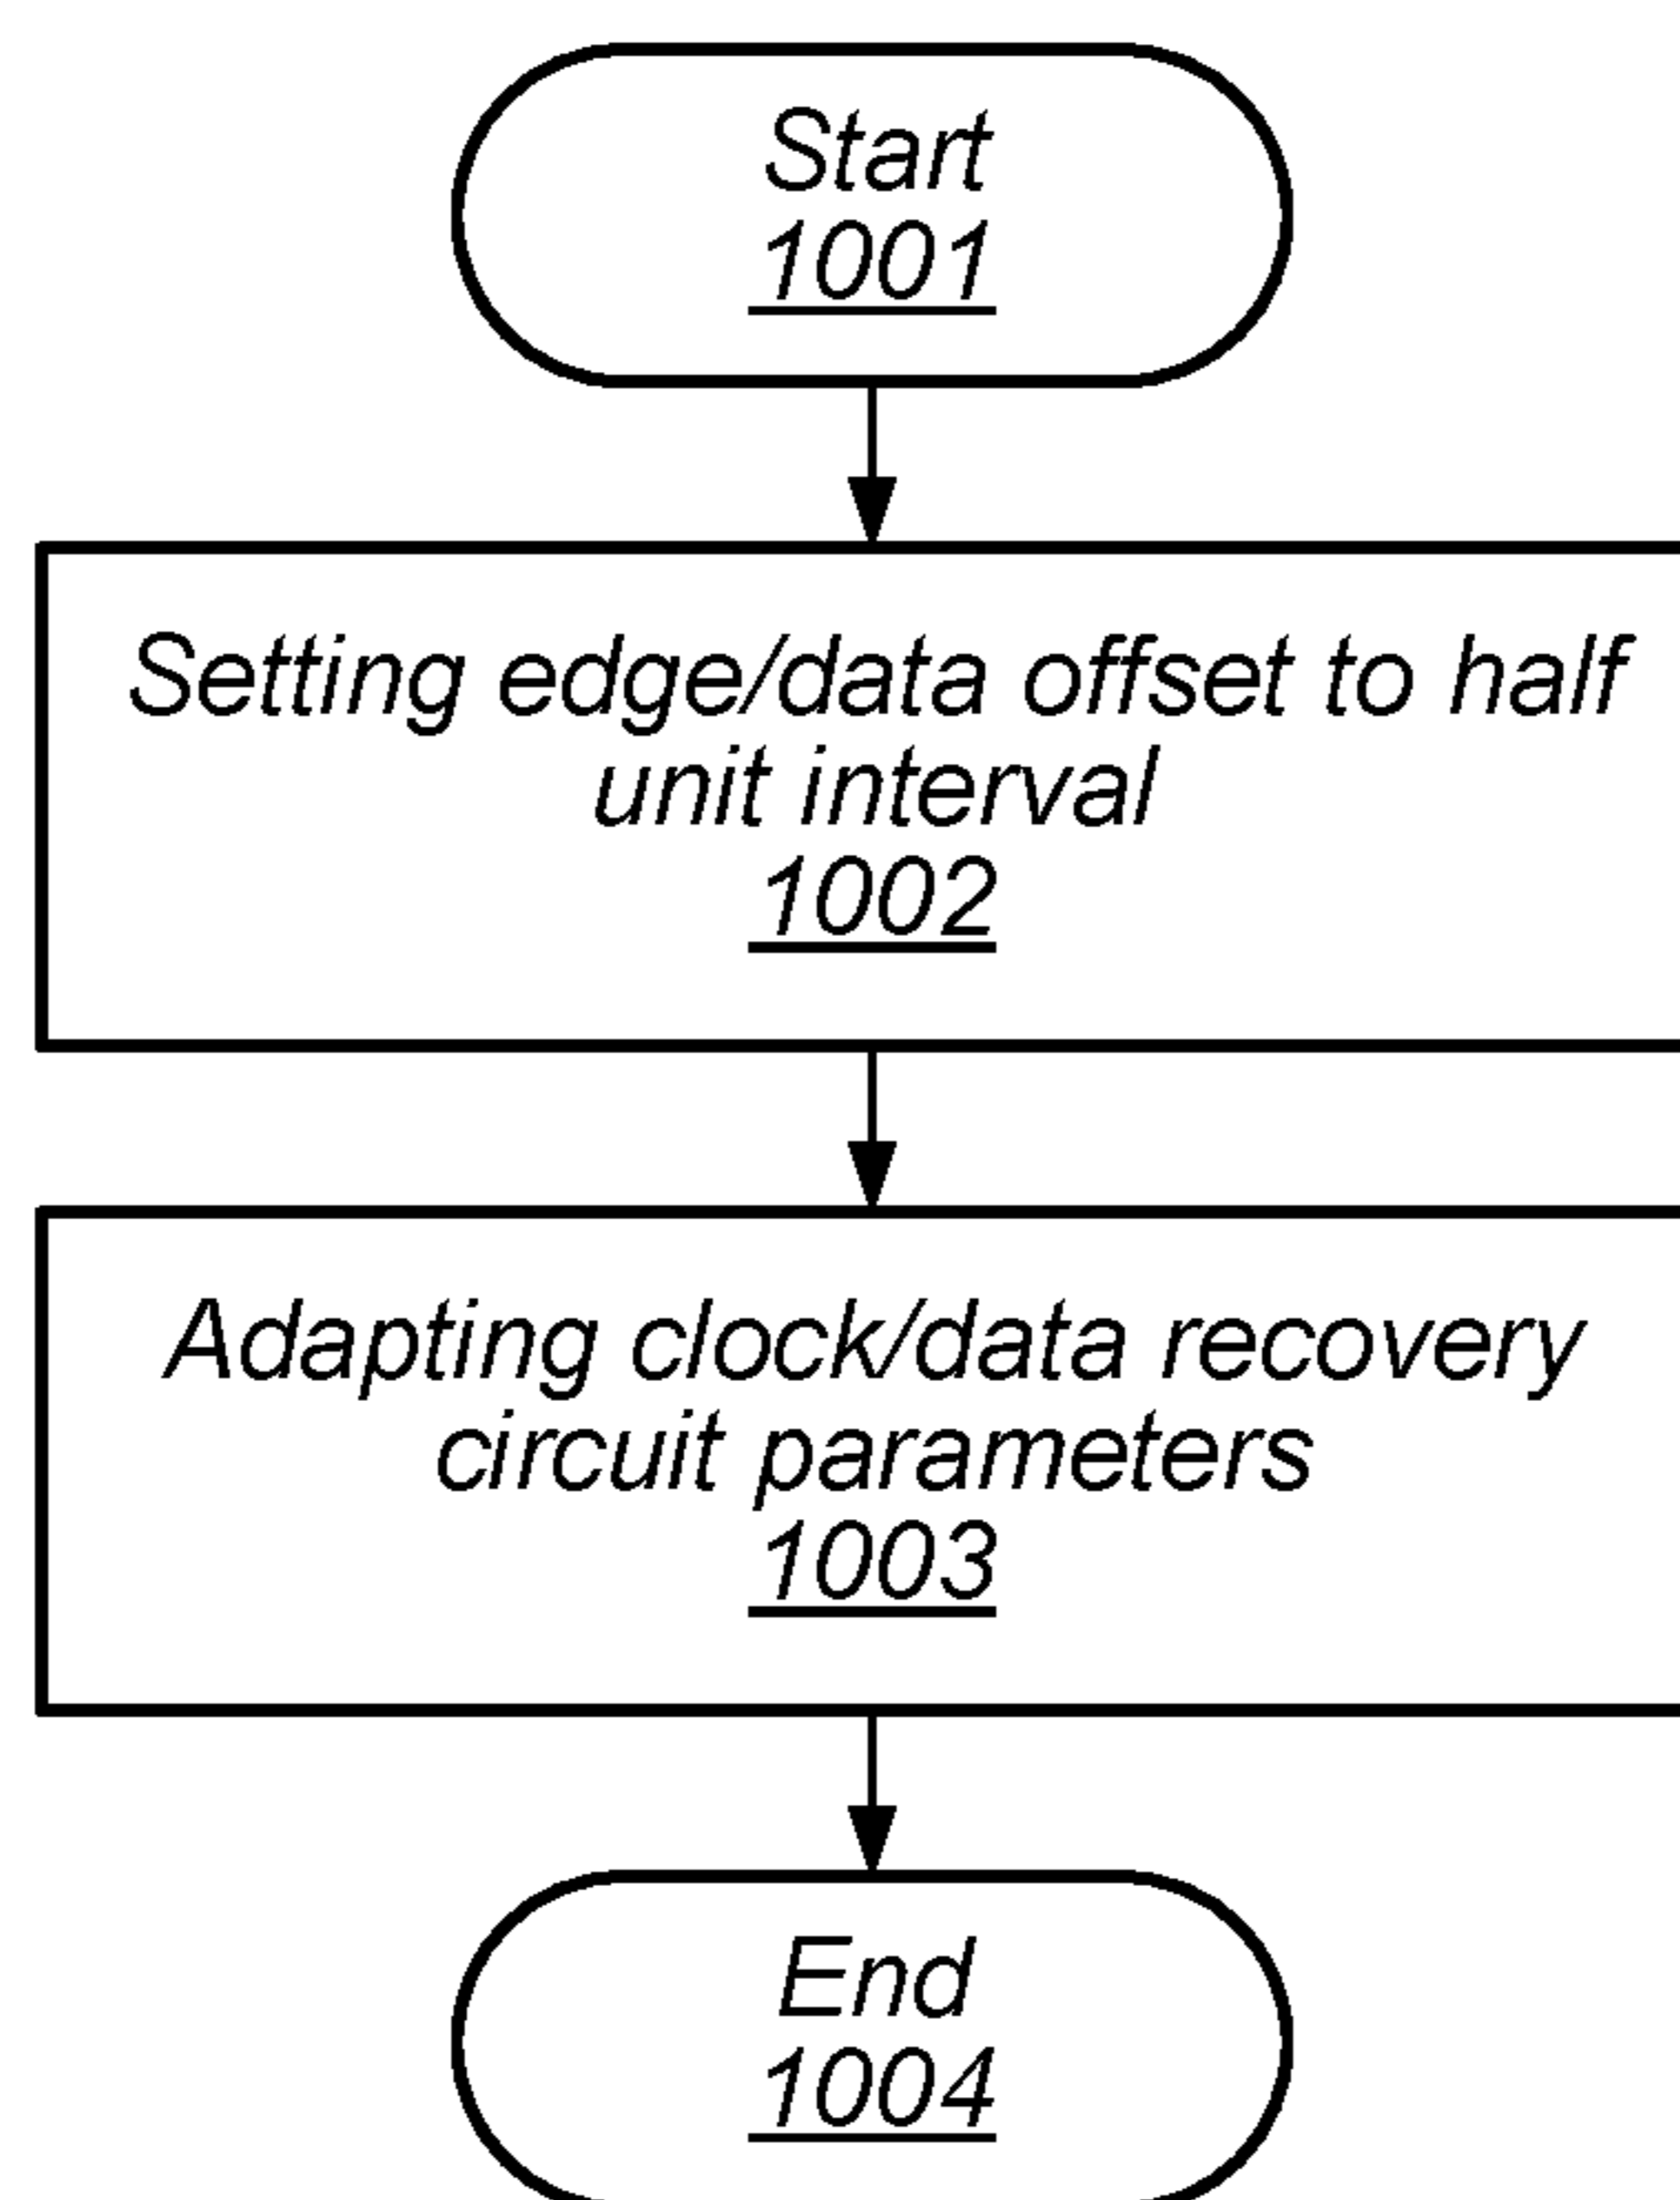 Start
1001
Setting edge/data offset to half
unit interval
1002
Adapting clock/data recovery
circuit parameters
1003
End
1004